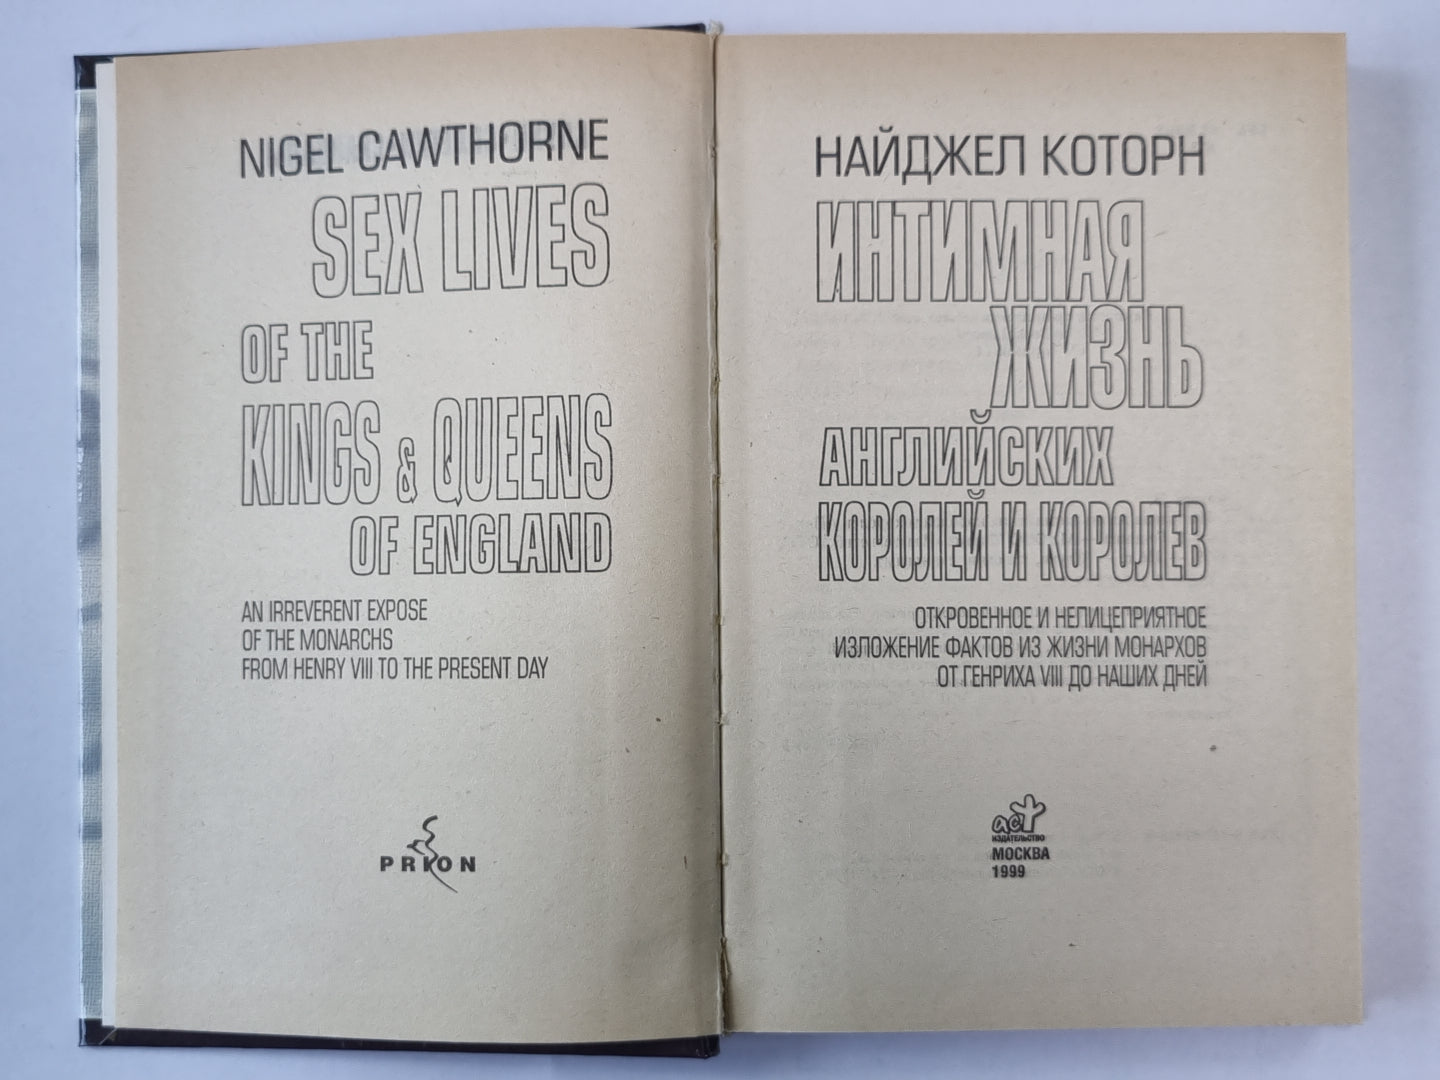 NIGEL CAWTHORNE
SEX LIVES
OF THE
KINGS & QUEENS
OF ENGLAND
AN IRREVERENT EXPOSE
OF THE MONARCHS
FROM HENRY VIII TO THE PRESENT DAY
PRION
НАЙДЖЕЛ КОТОРН
ИНТИМНАЯ
ЖИЗНЬ
АНГЛИЙСКИХ
КОРОЛЕЙ И КОРОЛЕВ
ОТКРОВЕННОЕ И НЕЛИЦЕПРИЯТНОЕ
ИЗЛОЖЕНИЕ ФАКТОВ ИЗ ЖИЗНИ МОНАРХОВ
ОТ ГЕНРИХА VIII ДО НАШИХ ДНЕЙ
аст
ИЗДАТЕЛЬСТВО
МОСКВА
1999